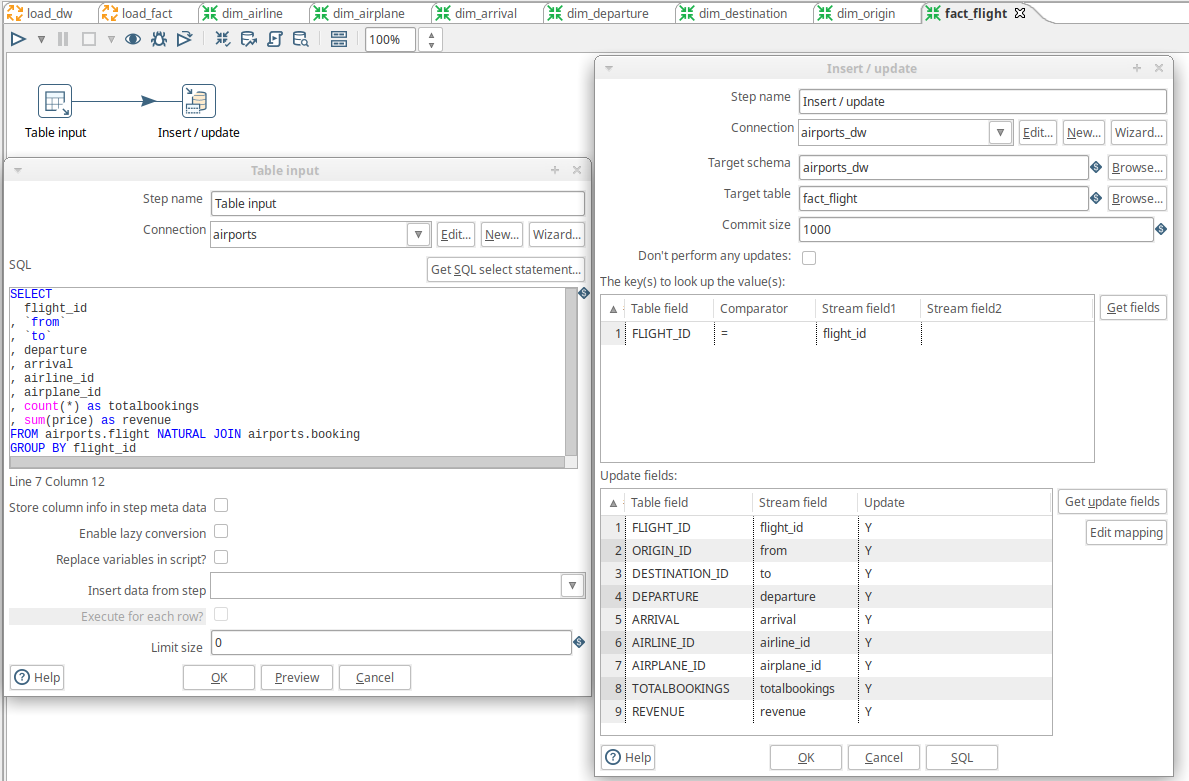 load_dw load_fact dim_airline dim_airplane dim_arrival dim_departure dim_destination dim_origin fact_flight
100%
Table input Insert / update
Table input
Step name Table input
Connection airports Edit... New... Wizard...
SQL Get SQL select statement...
SELECT
flight_id
, `from`
, `to`
, departure
, arrival
, airline_id
, airplane_id
, count(*) as totalbookings
, sum(price) as revenue
FROM airports.flight NATURAL JOIN airports.booking
GROUP BY flight_id
Line 7 Column 12
Store column info in step meta data
Enable lazy conversion
Replace variables in script?
Insert data from step
Execute for each row?
Limit size 0
Help OK Preview Cancel
Insert / update
Step name Insert / update
Connection airports_dw Edit... New... Wizard...
Target schema airports_dw Browse...
Target table fact_flight Browse...
Commit size 1000
Don't perform any updates:
The key(s) to look up the value(s):
Table field Comparator Stream field1 Stream field2 Get fields
1 FLIGHT_ID = flight_id
Update fields:
Table field Stream field Update Get update fields
1 FLIGHT_ID flight_id Y Edit mapping
2 ORIGIN_ID from Y
3 DESTINATION_ID to Y
4 DEPARTURE departure Y
5 ARRIVAL arrival Y
6 AIRLINE_ID airline_id Y
7 AIRPLANE_ID airplane_id Y
8 TOTALBOOKINGS totalbookings Y
9 REVENUE revenue Y
Help OK Cancel SQL